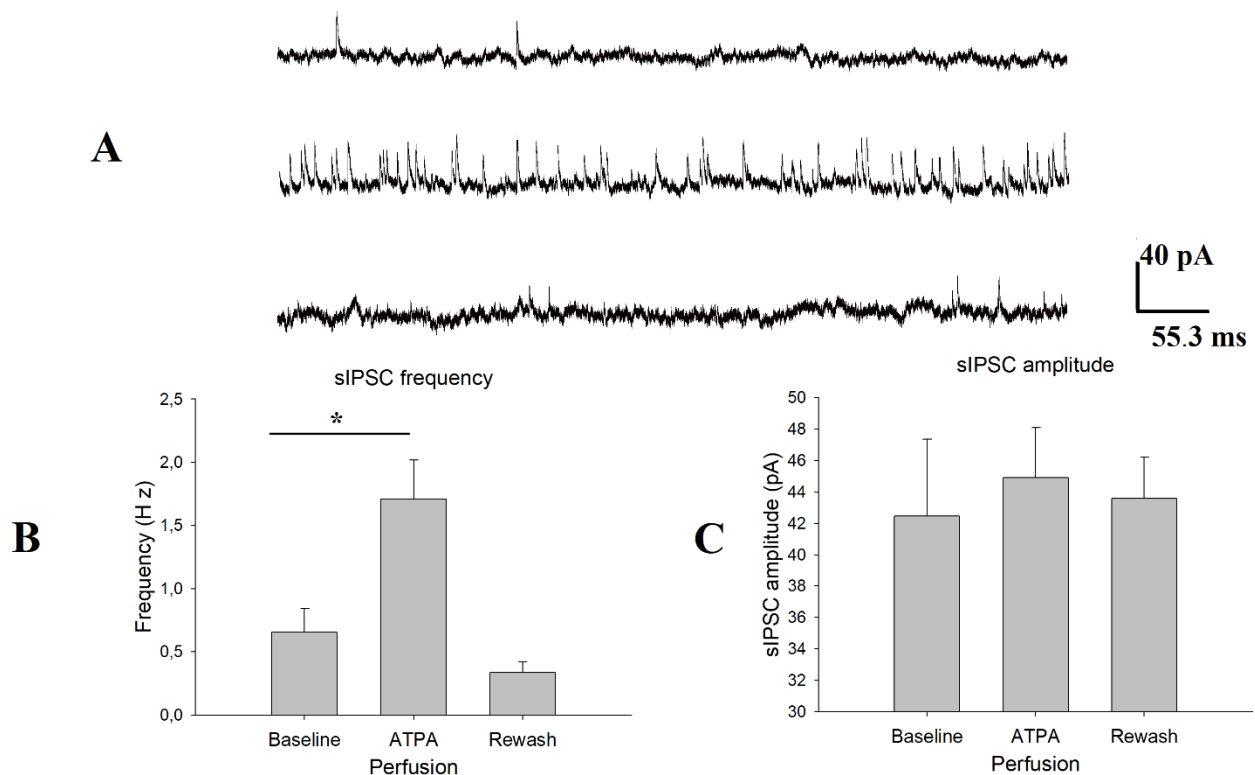 A
40 pA
55.3 ms
sIPSC frequency
B
Frequency (H z)
2,5
2,0
1,5
1,0
0,5
0,0
*
Baseline ATPA Rewash
Perfusion
sIPSC amplitude
C
sIPSC amplitude (pA)
50
48
46
44
42
40
38
36
34
32
30
Baseline ATPA Rewash
Perfusion